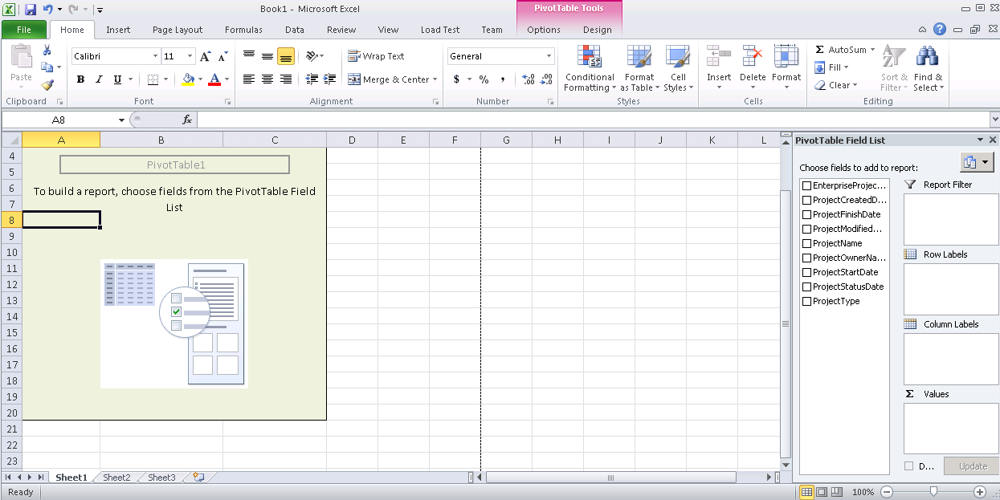 Book1 - Microsoft Excel
PivotTable Tools
File Home Insert Page Layout Formulas Data Review View Load Test Team Options Design
Paste
Calibri 11
General
Wrap Text
Merge & Center
B I U
$ % ,
Conditional Formatting
Format as Table
Cell Styles
Insert Delete Format
AutoSum
Fill
Clear
Sort & Filter
Find & Select
Clipboard Font Alignment Number Styles Cells Editing
A8 fx
A B C D E F G H I J K L
4
5
6
7
8
9
10
11
12
13
14
15
16
17
18
19
20
21
22
23
PivotTable1
To build a report, choose fields from the PivotTable Field
List
PivotTable Field List
Choose fields to add to report:
EnterpriseProjec...
ProjectCreatedD...
ProjectFinishDate
ProjectModified...
ProjectName
ProjectOwnerNa...
ProjectStartDate
ProjectStatusDate
ProjectType
Report Filter
Row Labels
Column Labels
Σ Values
D... Update
Sheet1 Sheet2 Sheet3
Ready 100%